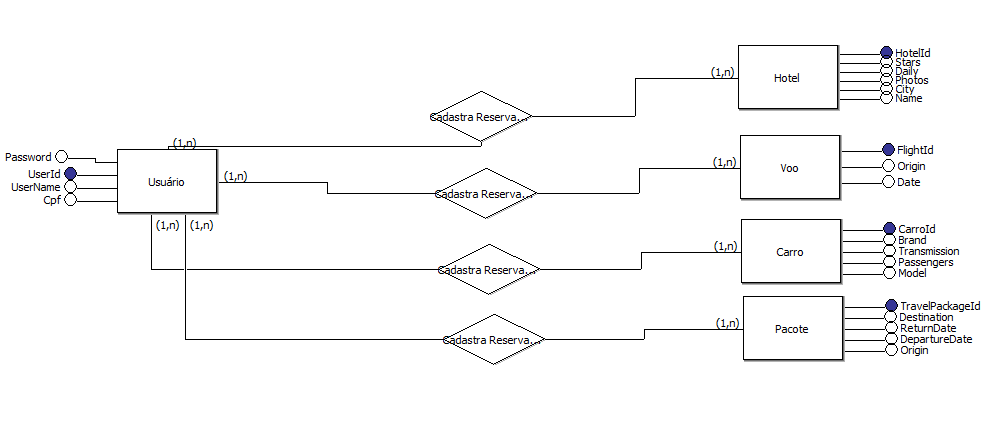 HotelId
Stars
Daily
Photos
City
Name
(1,n)
Hotel
Cadastra Reserva...
(1,n)
Password
UserId
UserName
Cpf
Usuário
(1,n)
(1,n)
(1,n)
Cadastra Reserva...
(1,n)
Voo
FlightId
Origin
Date
Cadastra Reserva...
(1,n)
Carro
CarroId
Brand
Transmission
Passengers
Model
Cadastra Reserva...
(1,n)
Pacote
TravelPackageId
Destination
ReturnDate
DepartureDate
Origin